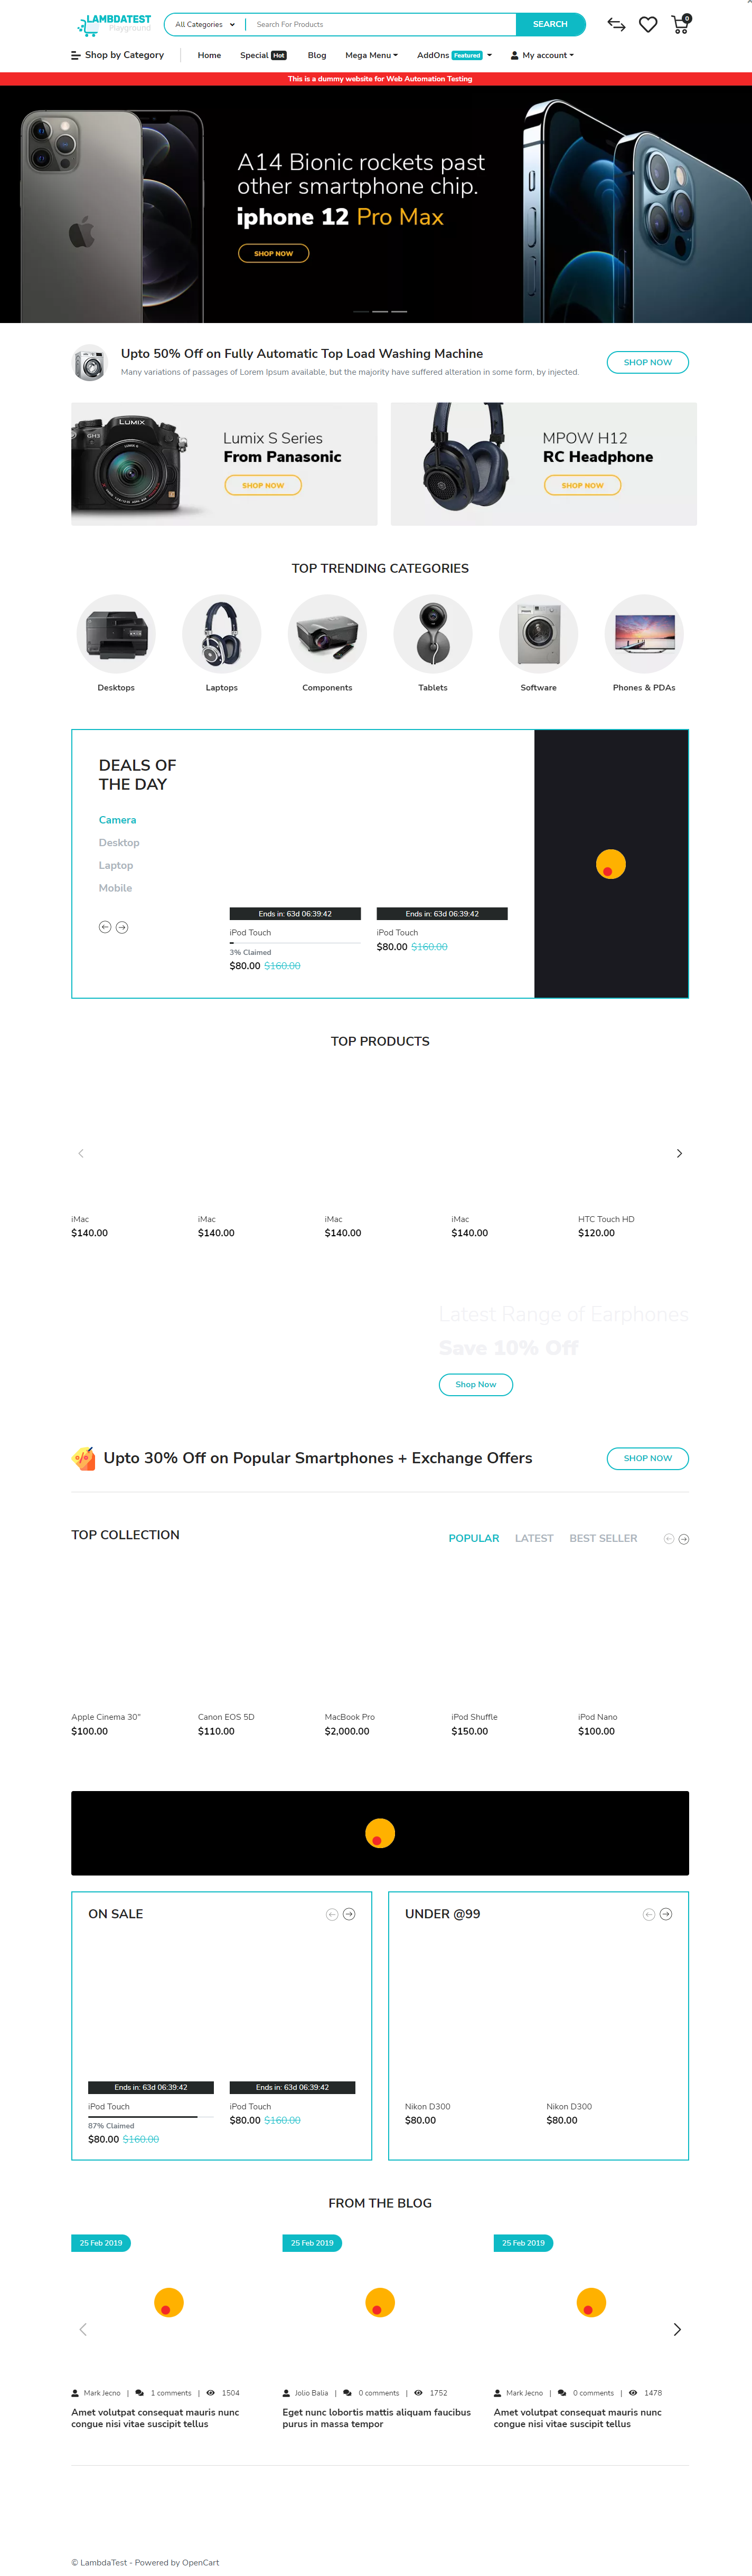 LAMBDATEST
Playground
All Categories
Search For Products
SEARCH
0
Shop by Category
Home
Special Hot
Blog
Mega Menu
AddOns Featured
My account
This is a dummy website for Web Automation Testing
A14 Bionic rockets past
other smartphone chip.
iphone 12 Pro Max
SHOP NOW
Upto 50% Off on Fully Automatic Top Load Washing Machine
Many variations of passages of Lorem Ipsum available, but the majority have suffered alteration in some form, by injected.
SHOP NOW
LUMIX
GH3
Lumix S Series
From Panasonic
SHOP NOW
MPOW H12
RC Headphone
SHOP NOW
TOP TRENDING CATEGORIES
Desktops
Laptops
Components
Tablets
Software
Phones & PDAs
DEALS OF
THE DAY
Camera
Desktop
Laptop
Mobile
Ends in: 63d 06:39:42
iPod Touch
3% Claimed
$80.00 $160.00
Ends in: 63d 06:39:42
iPod Touch
$80.00 $160.00
TOP PRODUCTS
iMac
$140.00
iMac
$140.00
iMac
$140.00
iMac
$140.00
HTC Touch HD
$120.00
Latest Range of Earphones
Save 10% Off
Shop Now
Upto 30% Off on Popular Smartphones + Exchange Offers
SHOP NOW
TOP COLLECTION
POPULAR
LATEST
BEST SELLER
Apple Cinema 30"
$100.00
Canon EOS 5D
$110.00
MacBook Pro
$2,000.00
iPod Shuffle
$150.00
iPod Nano
$100.00
ON SALE
Ends in: 63d 06:39:42
iPod Touch
87% Claimed
$80.00 $160.00
Ends in: 63d 06:39:42
iPod Touch
$80.00 $160.00
UNDER @99
Nikon D300
$80.00
Nikon D300
$80.00
FROM THE BLOG
25 Feb 2019
Mark Jecno | 1 comments | 1504
Amet volutpat consequat mauris nunc
congue nisi vitae suscipit tellus
25 Feb 2019
Jolio Balia | 0 comments | 1752
Eget nunc lobortis mattis aliquam faucibus
purus in massa tempor
25 Feb 2019
Mark Jecno | 0 comments | 1478
Amet volutpat consequat mauris nunc
congue nisi vitae suscipit tellus
© LambdaTest - Powered by OpenCart